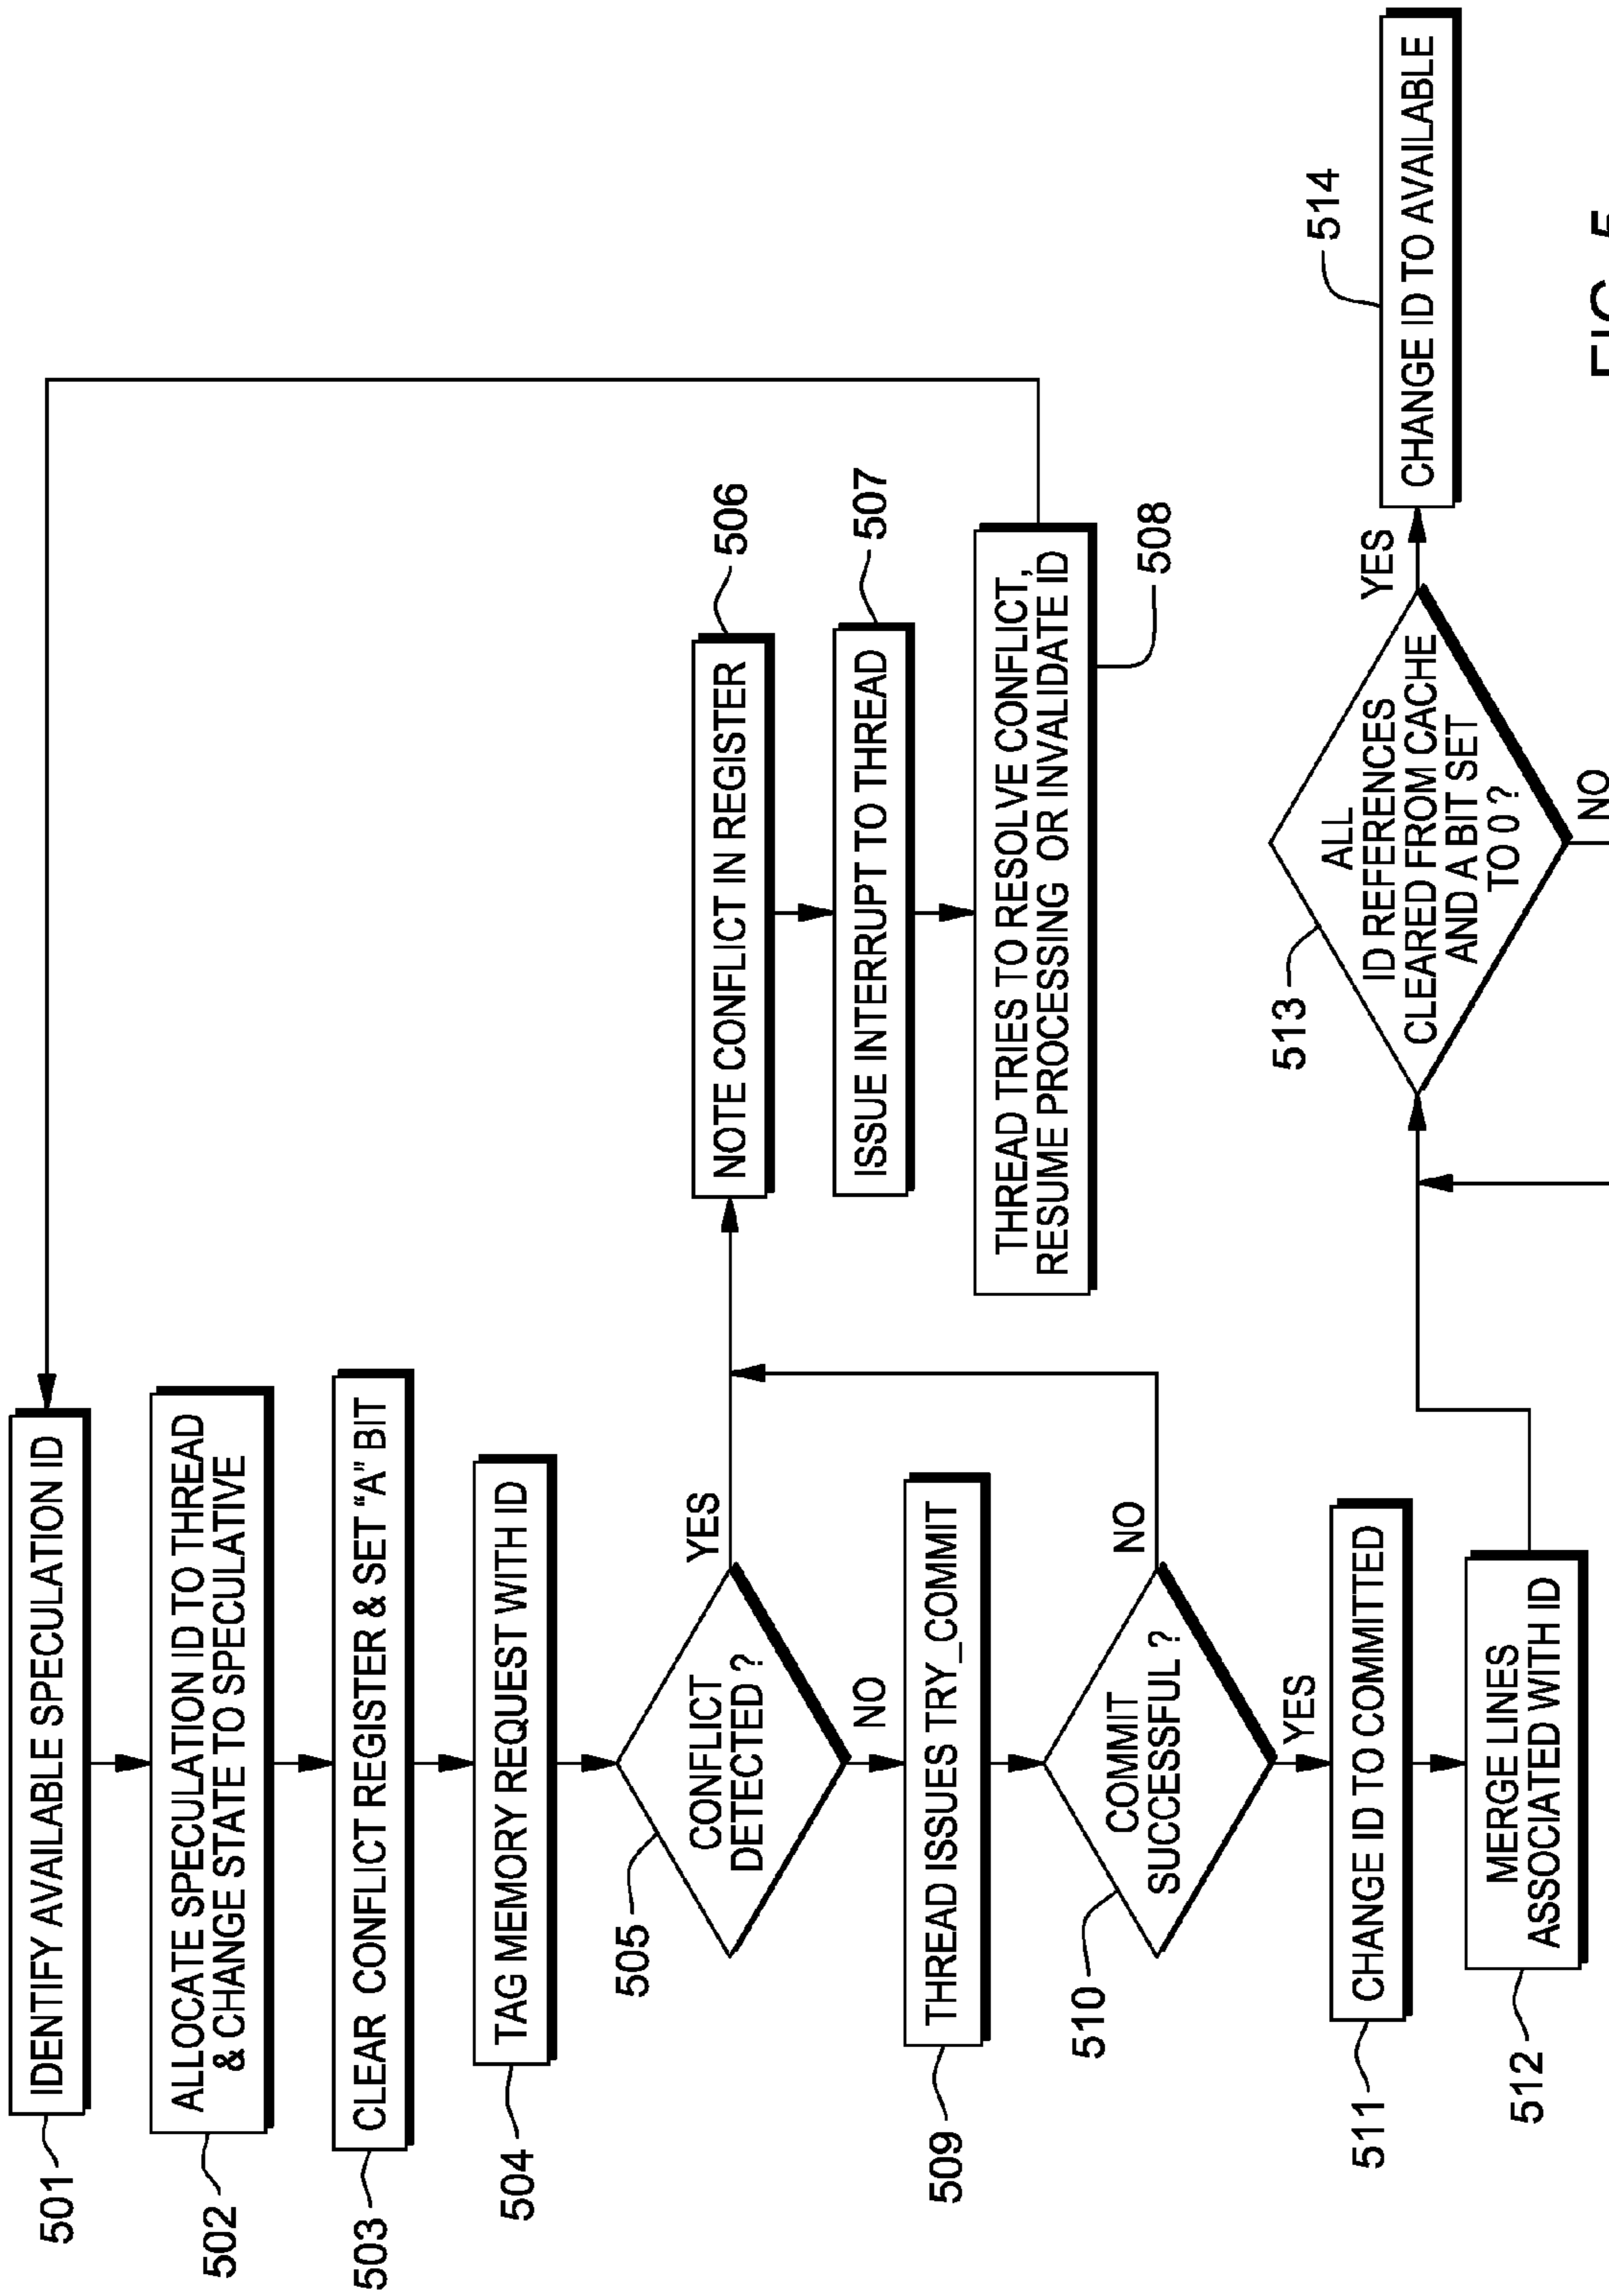 501
IDENTIFY AVAILABLE SPECULATION ID
502
ALLOCATE SPECULATION ID TO THREAD
& CHANGE STATE TO SPECULATIVE
503
CLEAR CONFLICT REGISTER & SET "A" BIT
504
TAG MEMORY REQUEST WITH ID
505
CONFLICT
DETECTED ?
YES
NO
506
NOTE CONFLICT IN REGISTER
507
ISSUE INTERRUPT TO THREAD
508
THREAD TRIES TO RESOLVE CONFLICT,
RESUME PROCESSING OR INVALIDATE ID
509
THREAD ISSUES TRY_COMMIT
510
COMMIT
SUCCESSFUL ?
NO
YES
511
CHANGE ID TO COMMITTED
512
MERGE LINES
ASSOCIATED WITH ID
513
ALL
ID REFERENCES
CLEARED FROM CACHE
AND A BIT SET
TO 0 ?
YES
NO
514
CHANGE ID TO AVAILABLE